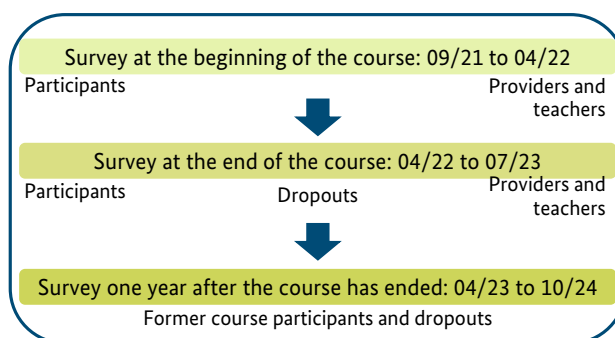 Survey at the beginning of the course: 09/21 to 04/22
Participants
Providers and
teachers
Survey at the end of the course: 04/22 to 07/23
Participants
Dropouts
Providers and
teachers
Survey one year after the course has ended: 04/23 to 10/24
Former course participants and dropouts